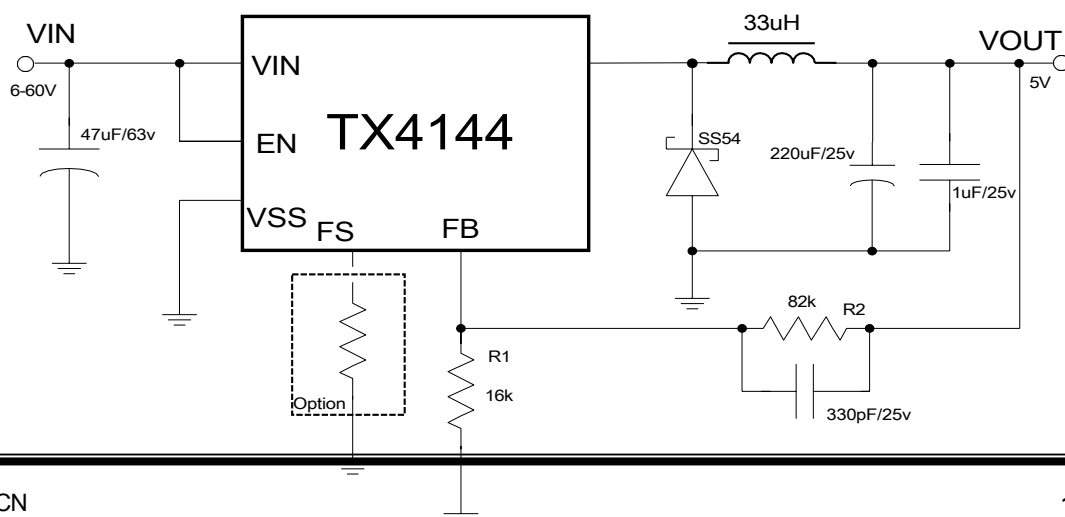 33uH
VIN
VOUT
VIN
6-60V
5V
47uF/63v
EN
TX4144
SS54
220uF/25v
1uF/25v
VSS
FS
FB
82k
R2
R1
16k
Option
330pF/25v
CN